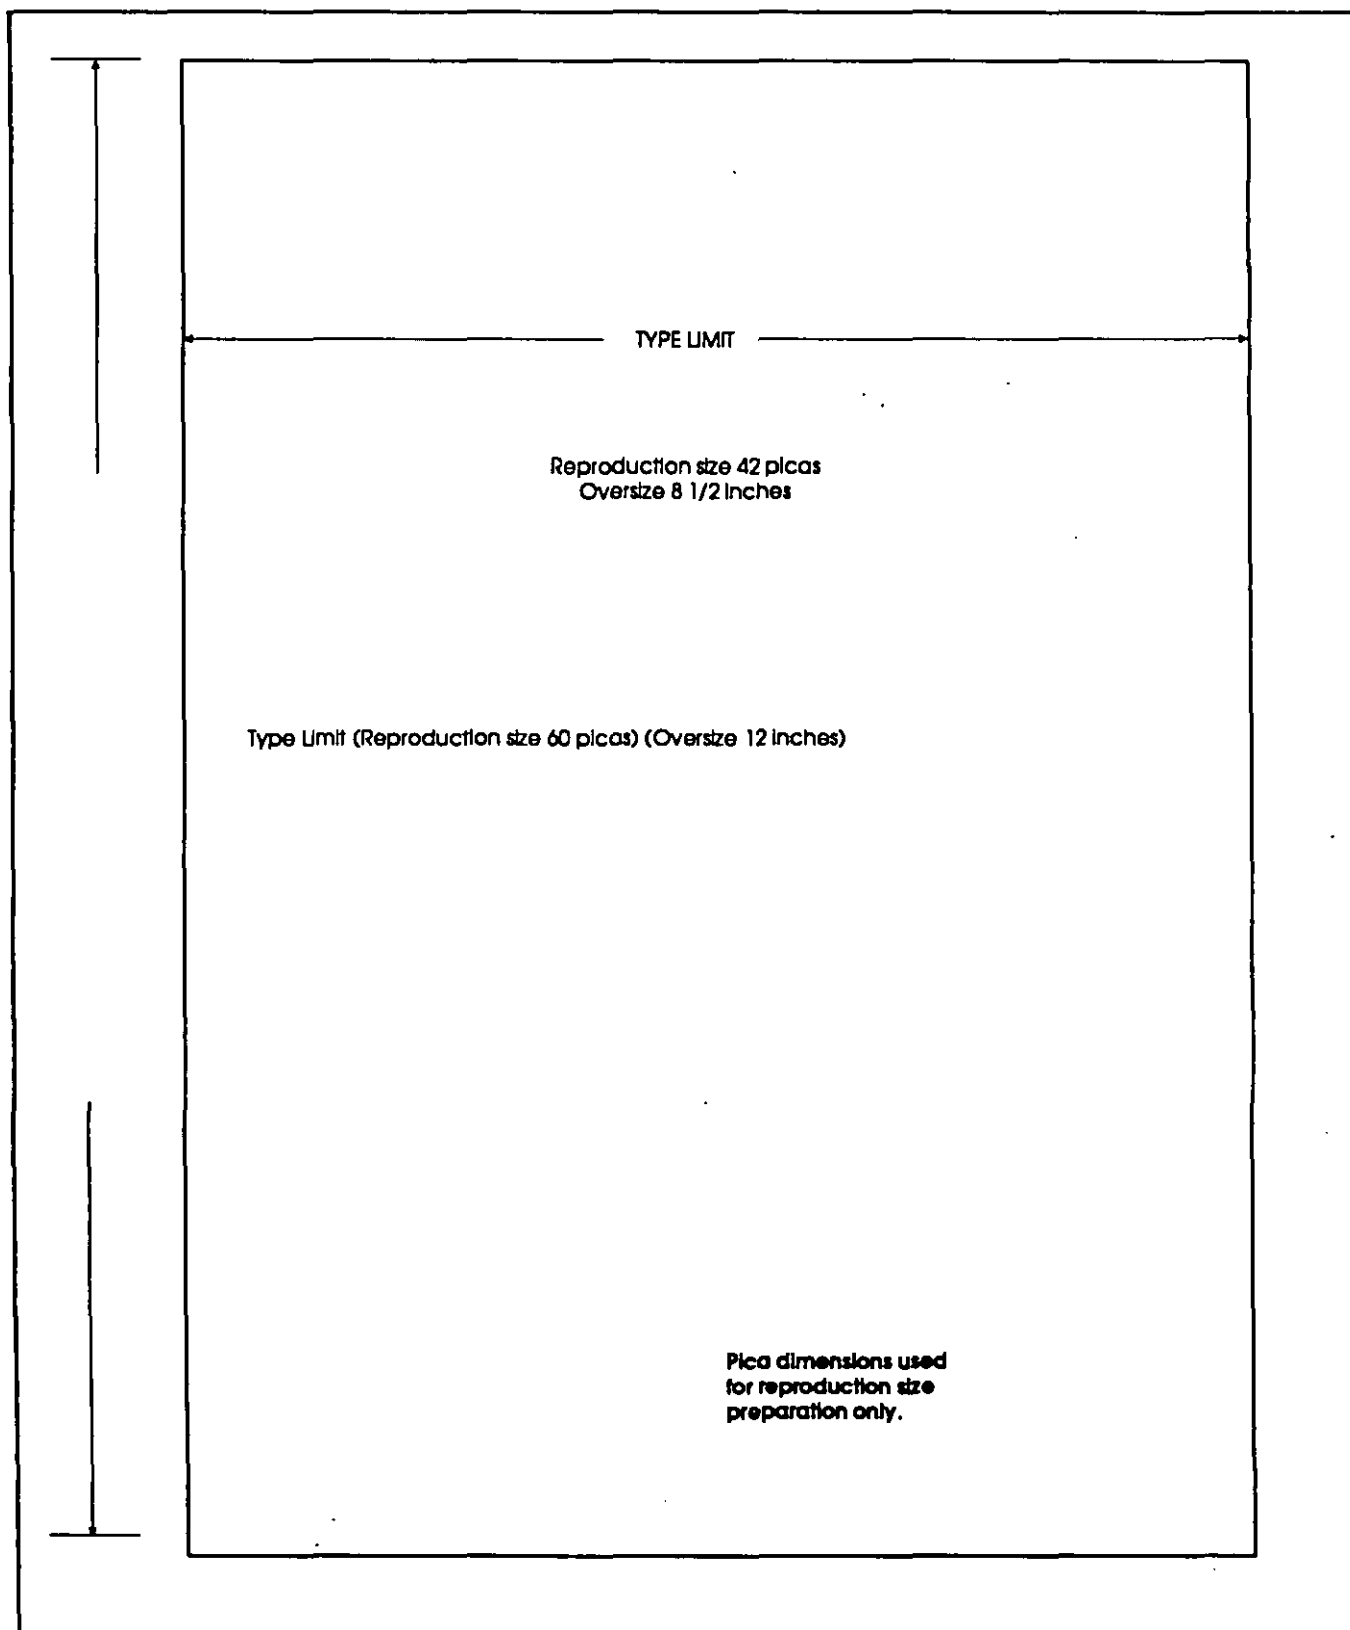 TYPE LIMIT
Reproduction size 42 picas
Oversize 8 1/2 inches
Type Limit (Reproduction size 60 picas) (Oversize 12 inches)
Pica dimensions used
for reproduction size
preparation only.